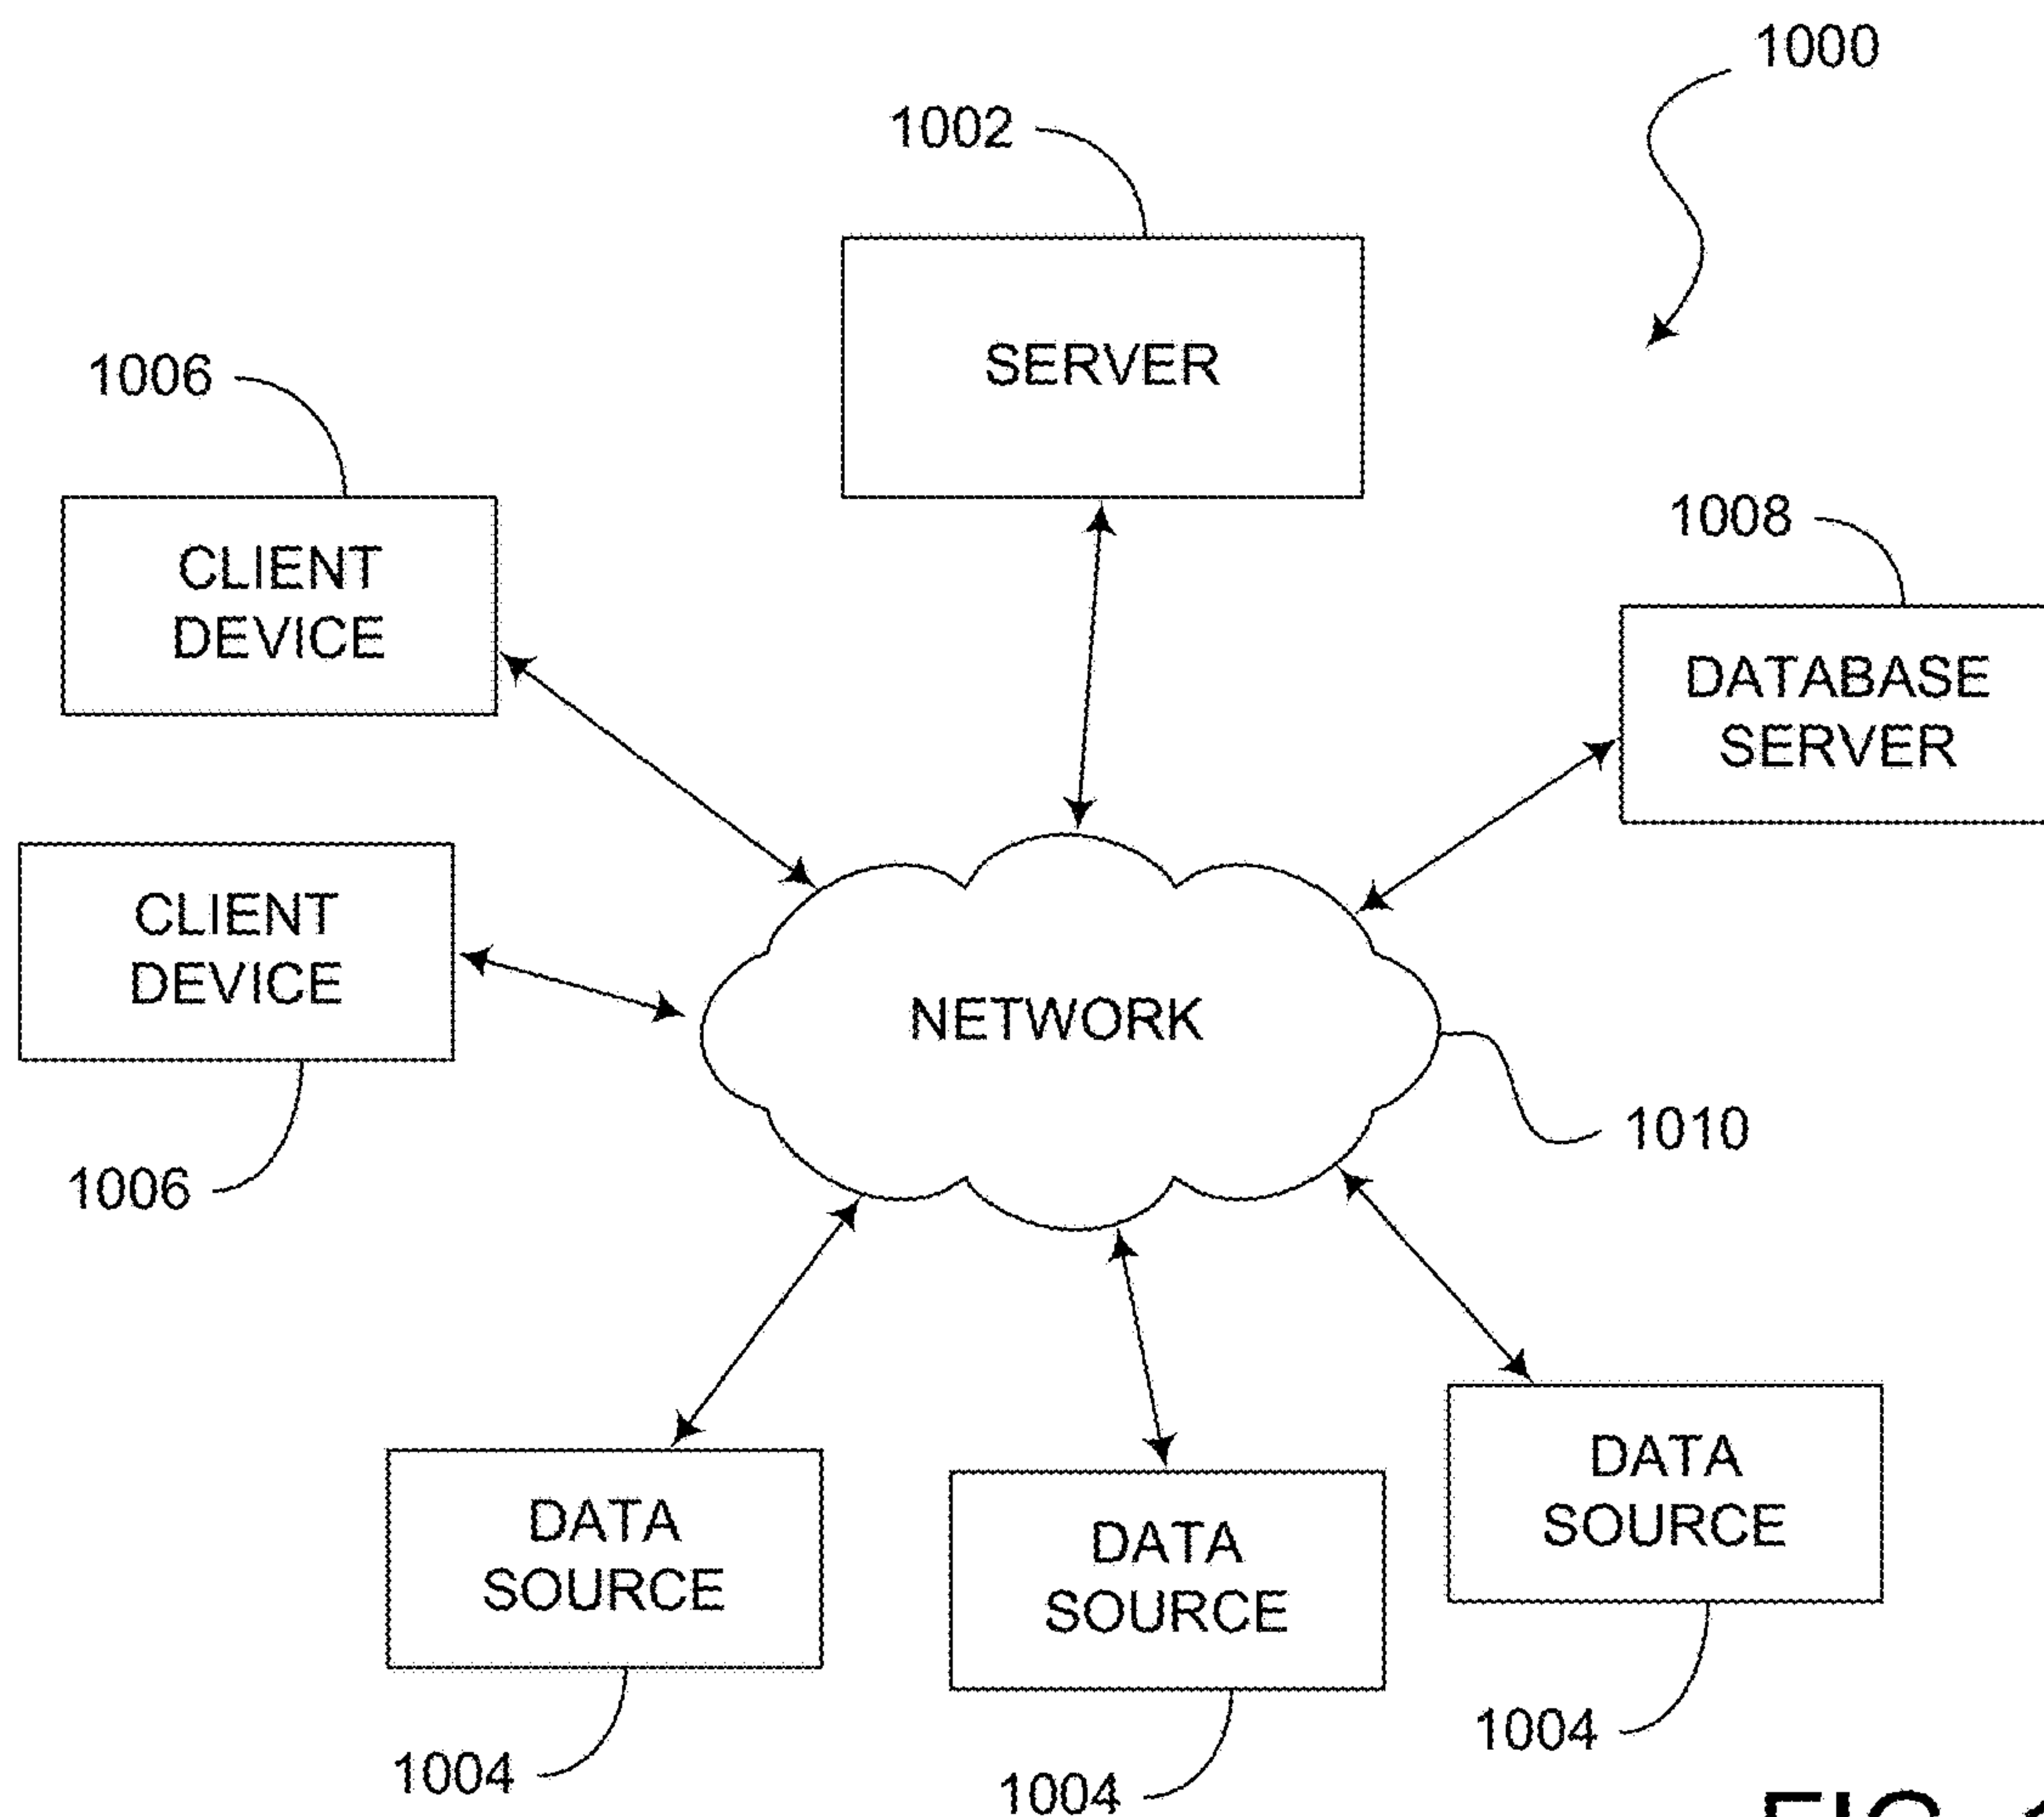 1000
1002
SERVER
1006
CLIENT
DEVICE
1008
DATABASE
SERVER
CLIENT
DEVICE
NETWORK
1010
1006
DATA
SOURCE
DATA
SOURCE
DATA
SOURCE
1004
1004
1004
FIG.